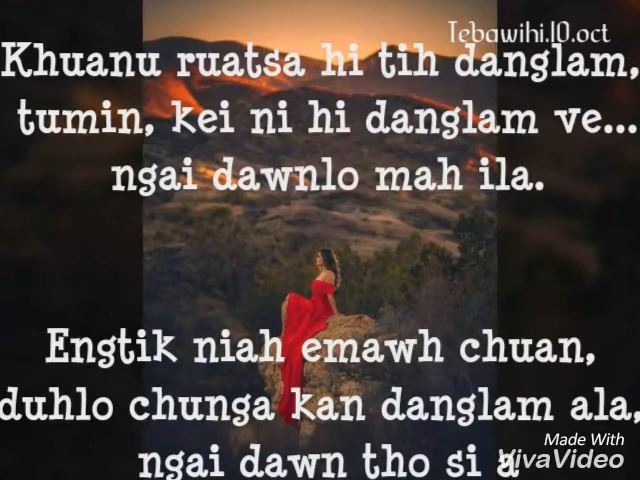 Tebawihi.10.oct
Khuanu ruatsa hi tih danglam,
tumin, kei ni hi danglam ve...
ngai dawnlo mah ila.
Engtik niah emawh chuan,
duhlo chunga kan danglam ala,
ngai dawn tho si a
Made With
VivaVideo